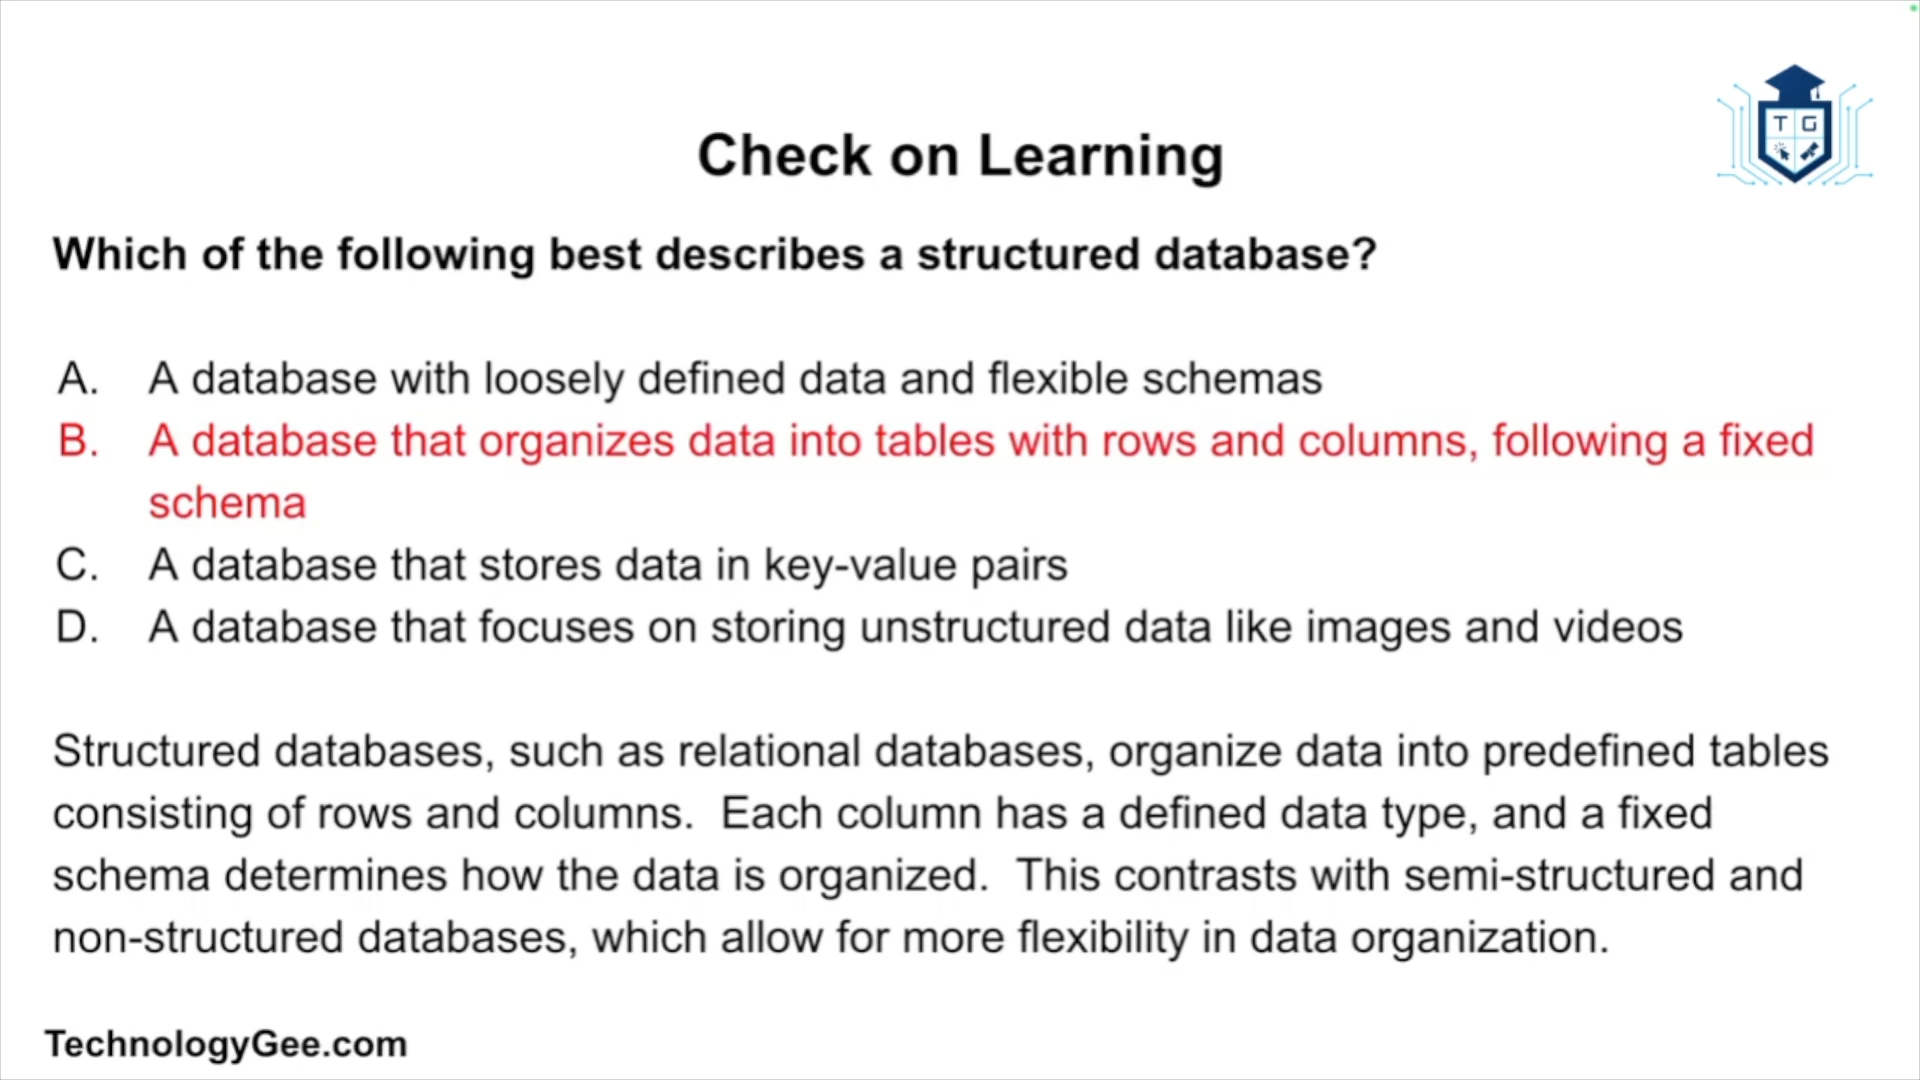 T G
Check on Learning
Which of the following best describes a structured database?
A. A database with loosely defined data and flexible schemas
B. A database that organizes data into tables with rows and columns, following a fixed
schema
C. A database that stores data in key-value pairs
D. A database that focuses on storing unstructured data like images and videos
Structured databases, such as relational databases, organize data into predefined tables
consisting of rows and columns. Each column has a defined data type, and a fixed
schema determines how the data is organized. This contrasts with semi-structured and
non-structured databases, which allow for more flexibility in data organization.
TechnologyGee.com